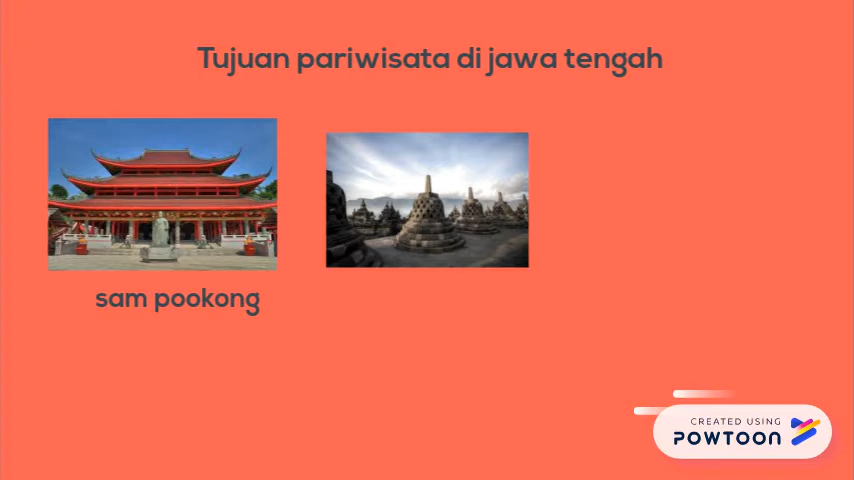 Tujuan pariwisata di jawa tengah
sam pookong
CREATED USING
POWTOON